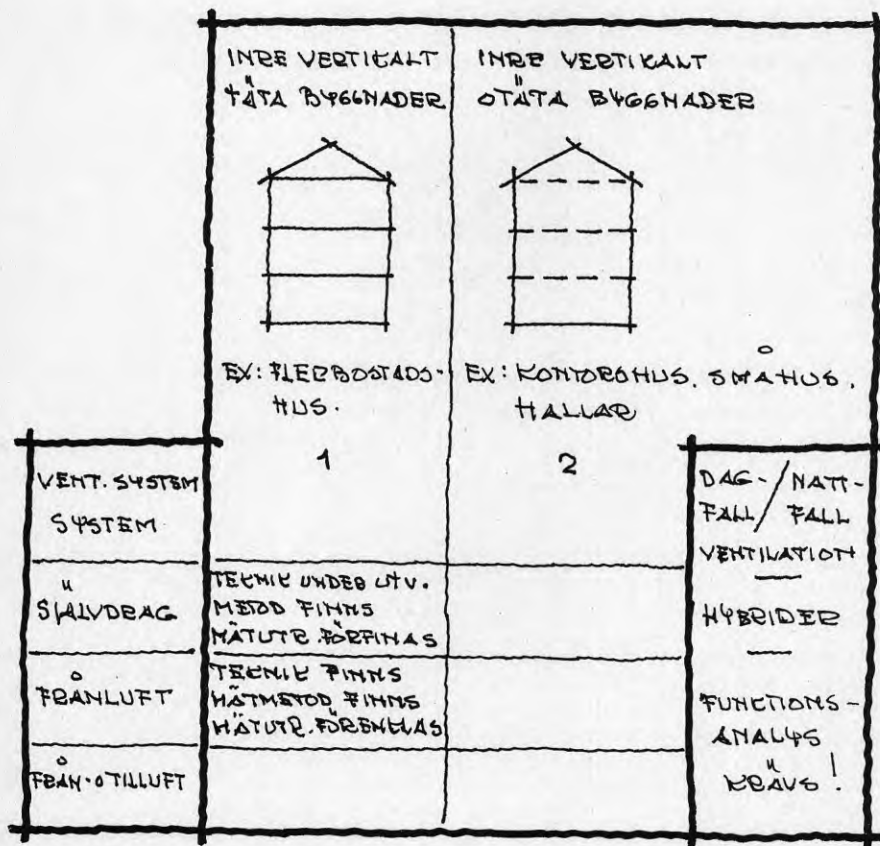 INRE VERTIKALT
TÄTA BYGGNADER
INRE VERTIKALT
OTÄTA BYGGNADER
EX: FLERBOSTADS-
HUS.
EX: KONTORSHUS. SMÅHUS.
HALLAR
1
2
VENT. SYSTEM
SYSTEM
DAG-/NATT-
FALL/FALL
VENTILATION
SJÄLVDRAG
TEKNIK UNDER UTV.
METOD FINNS
MÄTUTR. FÖRFINAS
HYBRIDER
FRÅNLUFT
TEKNIK FINNS
MÄTMETOD FINNS
MÄTUTR. FÖRENKLAS
FUNKTIONS-
ANALYS
KRÄVS!
FRÅN-O TILLUFT